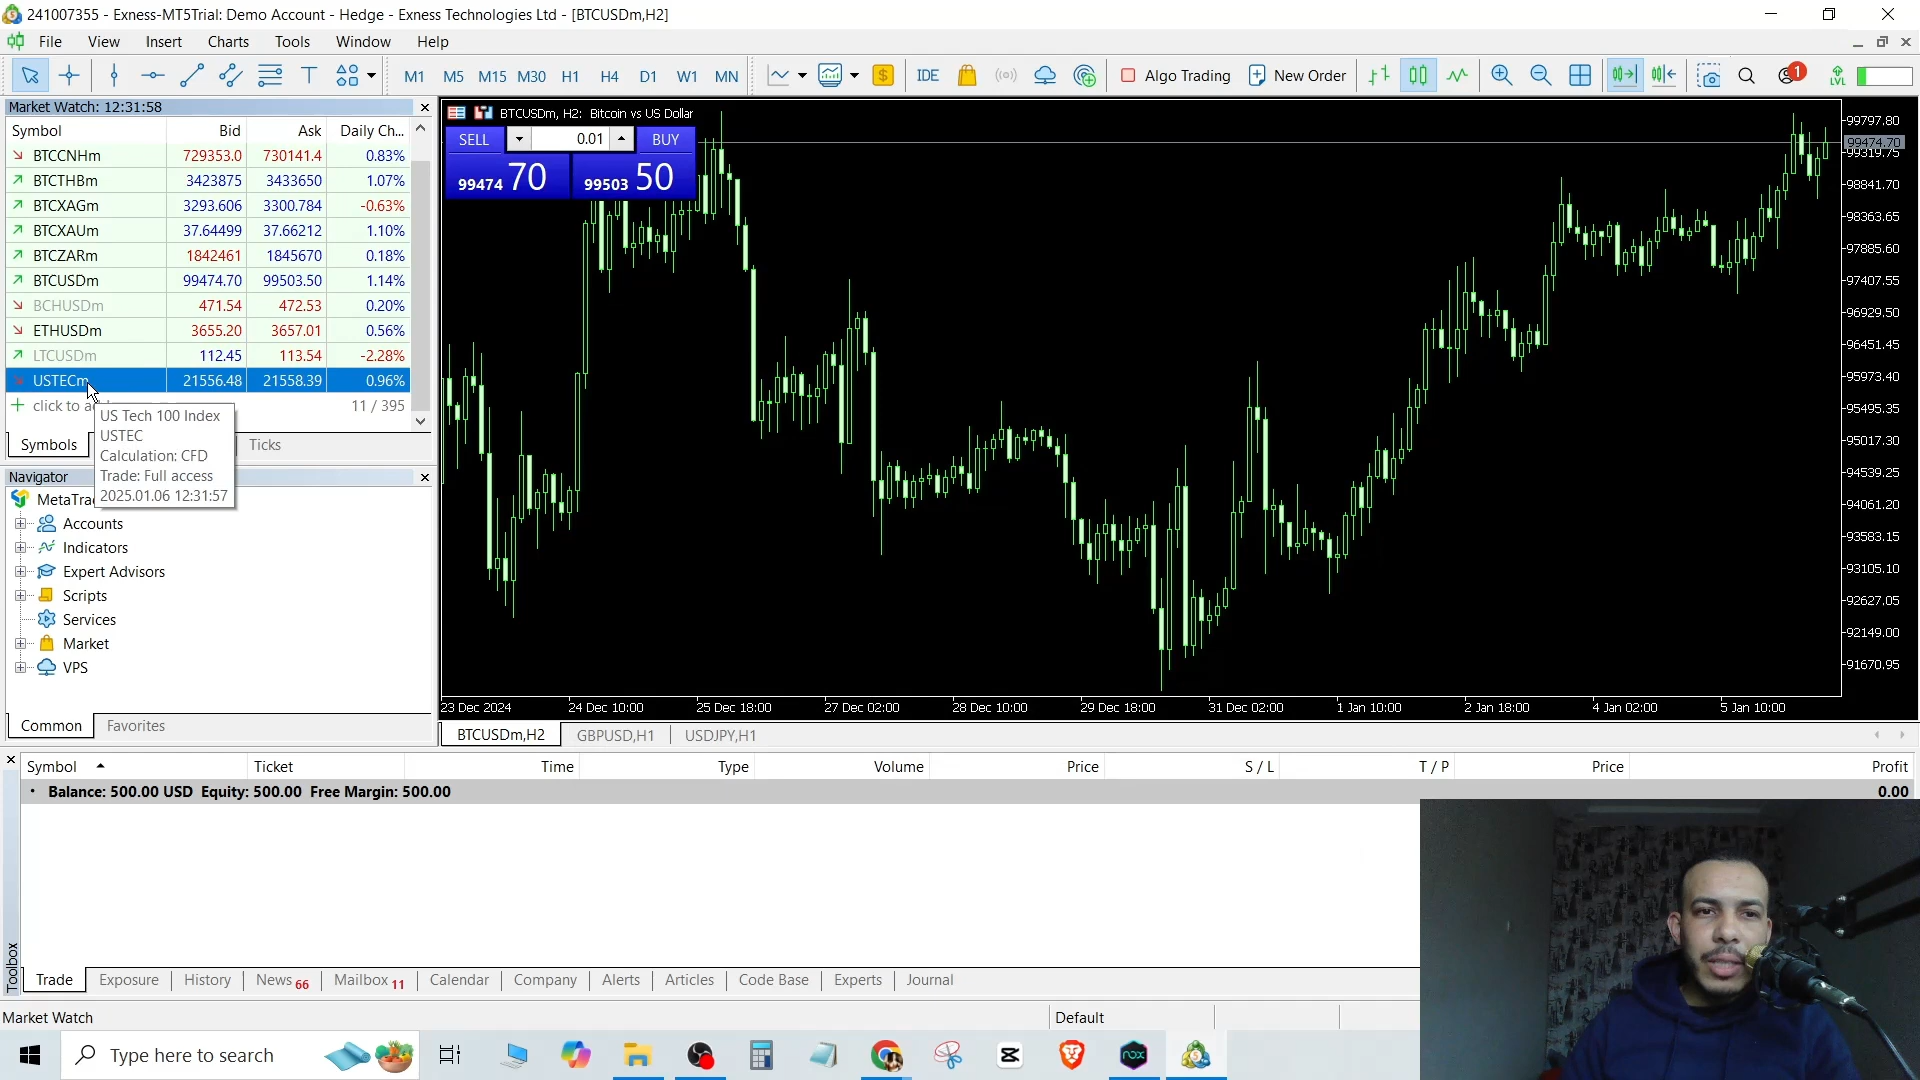 241007355 - Exness-MT5Trial: Demo Account - Hedge - Exness Technologies Ltd - [BTCUSDm,H2]
File View Insert Charts Tools Window Help
M1 M5 M15 M30 H1 H4 D1 W1 MN IDE Algo Trading New Order 1 LVL
Market Watch: 12:31:58
Symbol Bid Ask Daily Ch...
BTCCNHm 729353.0 730141.4 0.83%
BTCTHBm 3423875 3433650 1.07%
BTCXAGm 3293.606 3300.784 -0.63%
BTCXAUm 37.64499 37.66212 1.10%
BTCZARm 1842461 1845670 0.18%
BTCUSDm 99474.70 99503.50 1.14%
BCHUSDm 471.54 472.53 0.20%
ETHUSDm 3655.20 3657.01 0.56%
LTCUSDm 112.45 113.54 -2.28%
USTECm 21556.48 21558.39 0.96%
click to a 11 / 395
US Tech 100 Index
USTEC
Calculation: CFD
Trade: Full access
2025.01.06 12:31:57
Symbols Ticks
Navigator
MetaTra
Accounts
Indicators
Expert Advisors
Scripts
Services
Market
VPS
Common Favorites
BTCUSDm, H2: Bitcoin vs US Dollar
SELL 0.01 BUY
99474 70 99503 50
99797.80
99474.70
99319.75
98841.70
98363.65
97885.60
97407.55
96929.50
96451.45
95973.40
95495.35
95017.30
94539.25
94061.20
93583.15
93105.10
92627.05
92149.00
91670.95
23 Dec 2024 24 Dec 10:00 25 Dec 18:00 27 Dec 02:00 28 Dec 10:00 29 Dec 18:00 31 Dec 02:00 1 Jan 10:00 2 Jan 18:00 4 Jan 02:00 5 Jan 10:00
BTCUSDm,H2 GBPUSD,H1 USDJPY,H1
Symbol Ticket Time Type Volume Price S / L T / P Price Profit
Balance: 500.00 USD Equity: 500.00 Free Margin: 500.00 0.00
Toolbox
Trade Exposure History News 66 Mailbox 11 Calendar Company Alerts Articles Code Base Experts Journal
Market Watch Default
Type here to search
nox